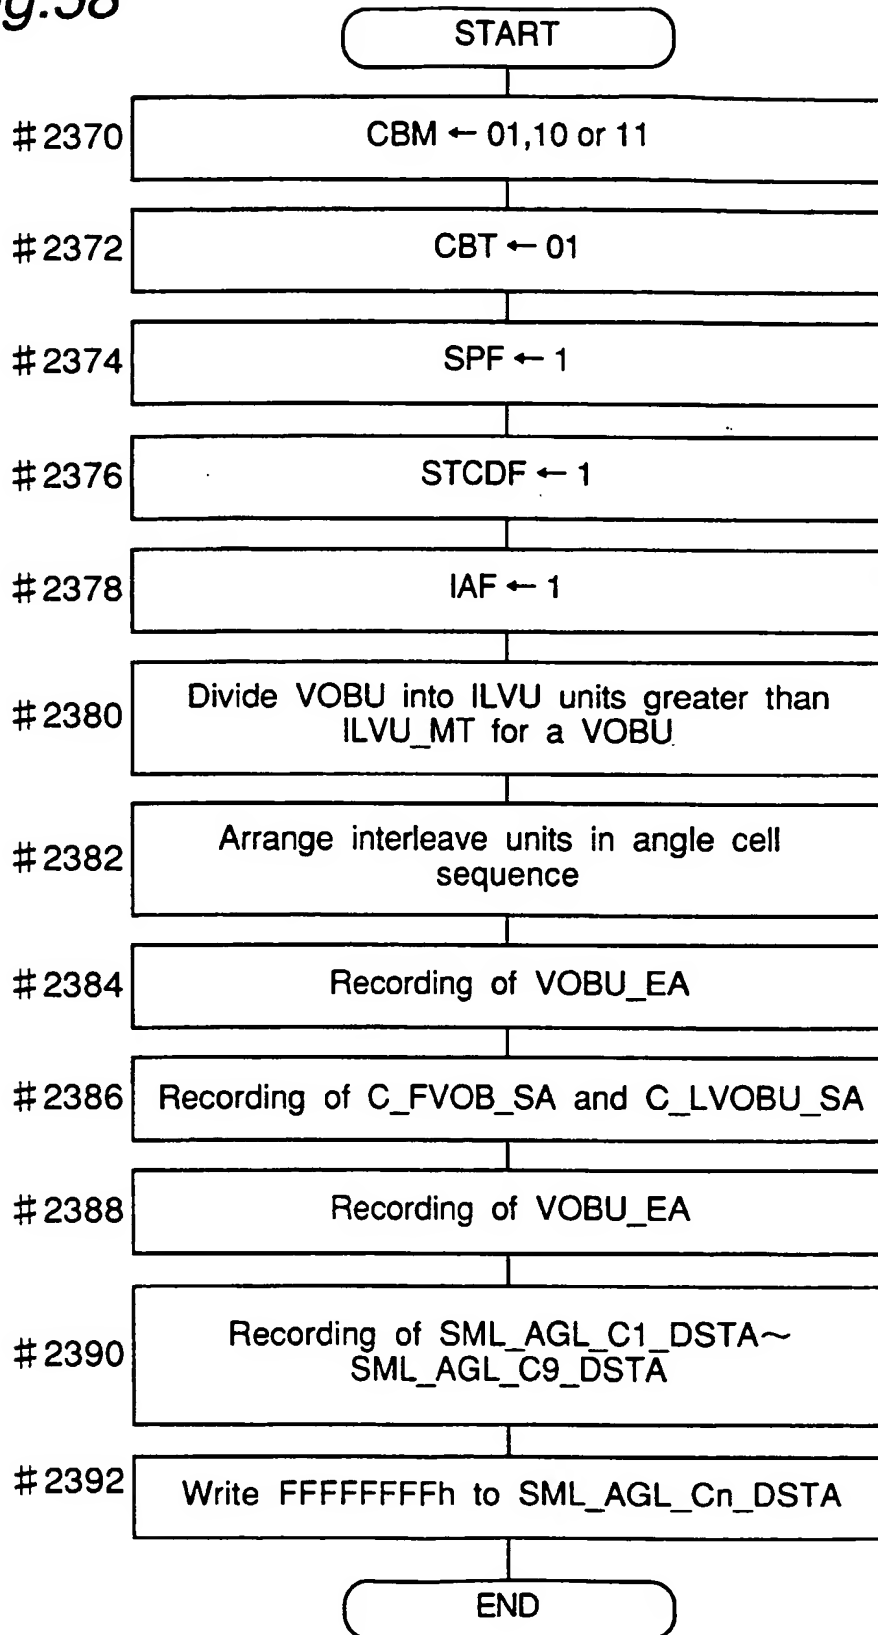 g.58
START
#2370
CBM ← 01,10 or 11
#2372
CBT ← 01
#2374
SPF ← 1
#2376
STCDF ← 1
#2378
IAF ← 1
#2380
Divide VOBU into ILVU units greater than
ILVU_MT for a VOBU
#2382
Arrange interleave units in angle cell
sequence
#2384
Recording of VOBU_EA
#2386
Recording of C_FVOB_SA and C_LVOBU_SA
#2388
Recording of VOBU_EA
#2390
Recording of SML_AGL_C1_DSTA~
SML_AGL_C9_DSTA
#2392
Write FFFFFFFFh to SML_AGL_Cn_DSTA
END